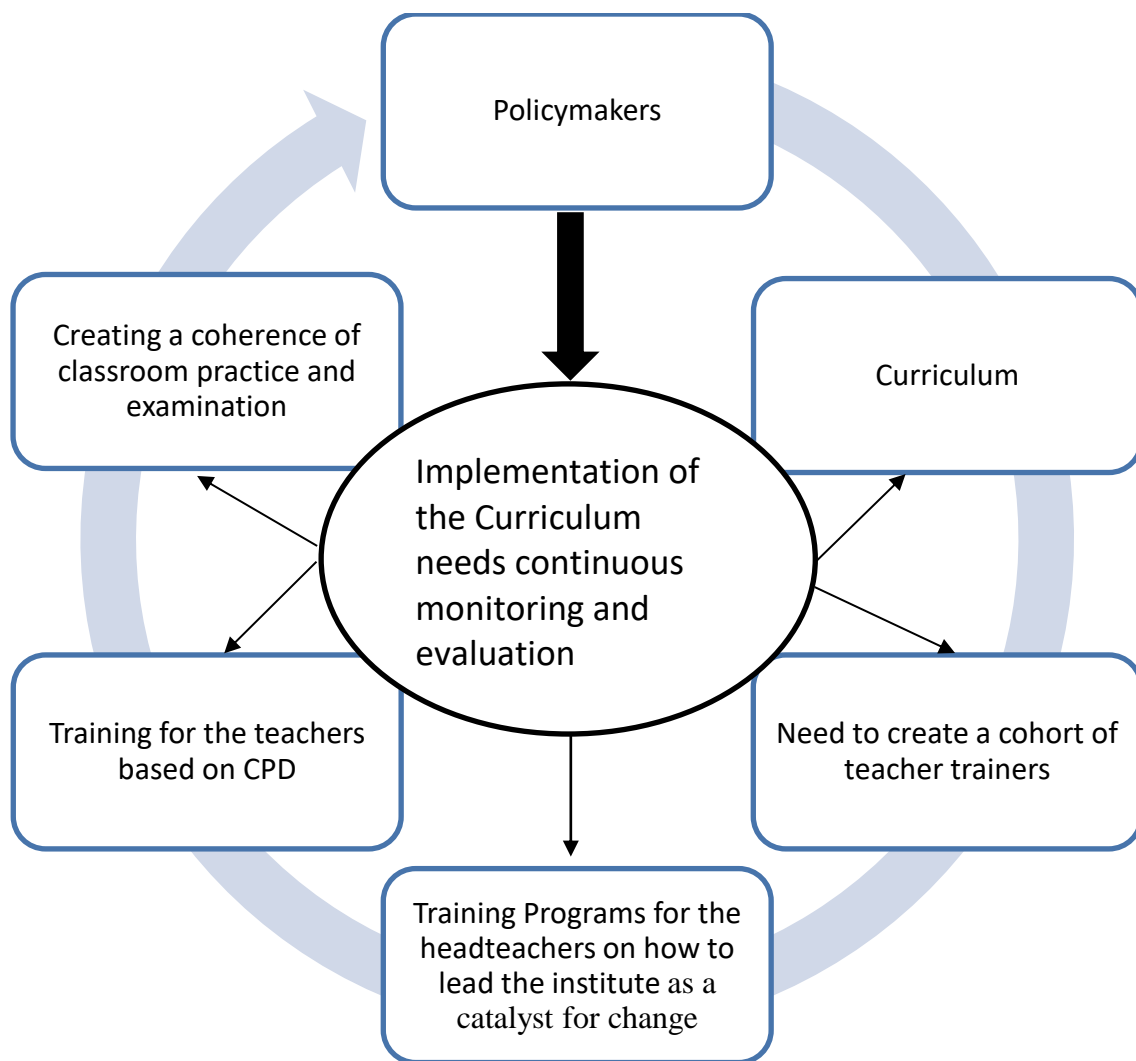 Policymakers
Creating a coherence of
classroom practice and
examination
Curriculum
Implementation of
the Curriculum
needs continuous
monitoring and
evaluation
Training for the teachers
based on CPD
Need to create a cohort of
teacher trainers
Training Programs for the
headteachers on how to
lead the institute as a
catalyst for change